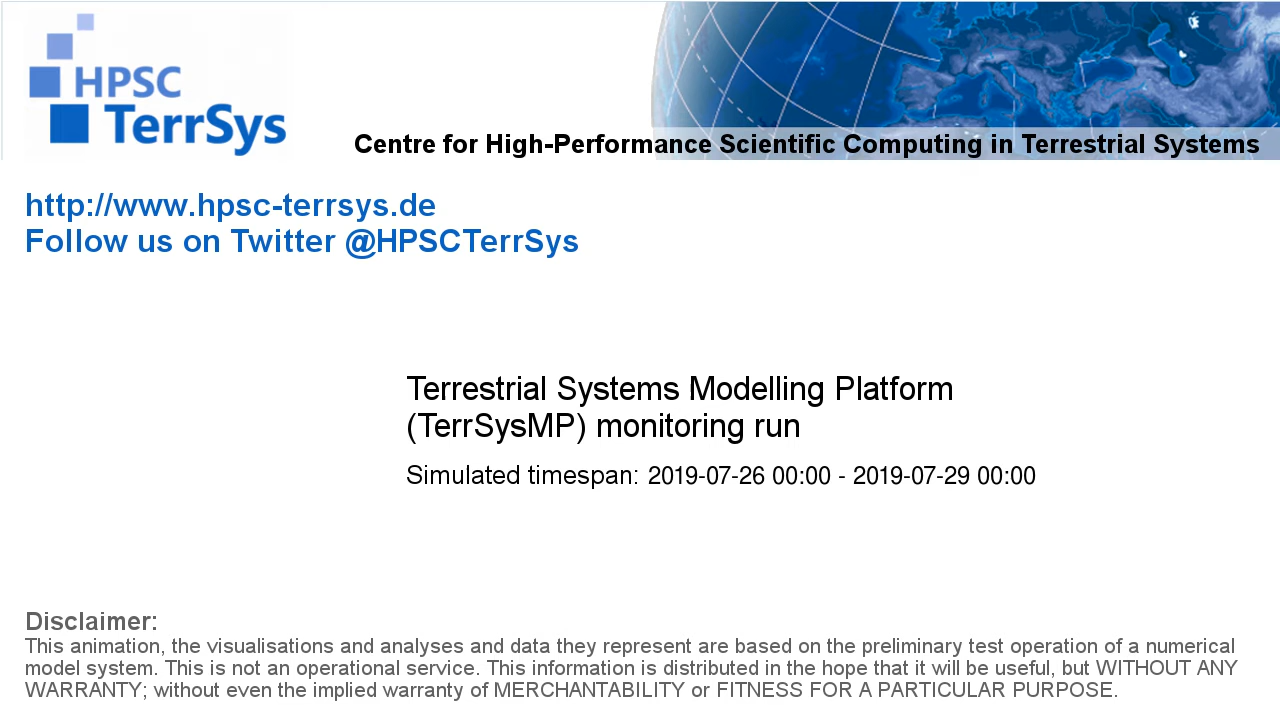 HPSC
TerrSys
Centre for High-Performance Scientific Computing in Terrestrial Systems
http://www.hpsc-terrsys.de
Follow us on Twitter @HPSCTerrSys
Terrestrial Systems Modelling Platform
(TerrSysMP) monitoring run
Simulated timespan: 2019-07-26 00:00 - 2019-07-29 00:00
Disclaimer:
This animation, the visualisations and analyses and data they represent are based on the preliminary test operation of a numerical
model system. This is not an operational service. This information is distributed in the hope that it will be useful, but WITHOUT ANY
WARRANTY; without even the implied warranty of MERCHANTABILITY or FITNESS FOR A PARTICULAR PURPOSE.